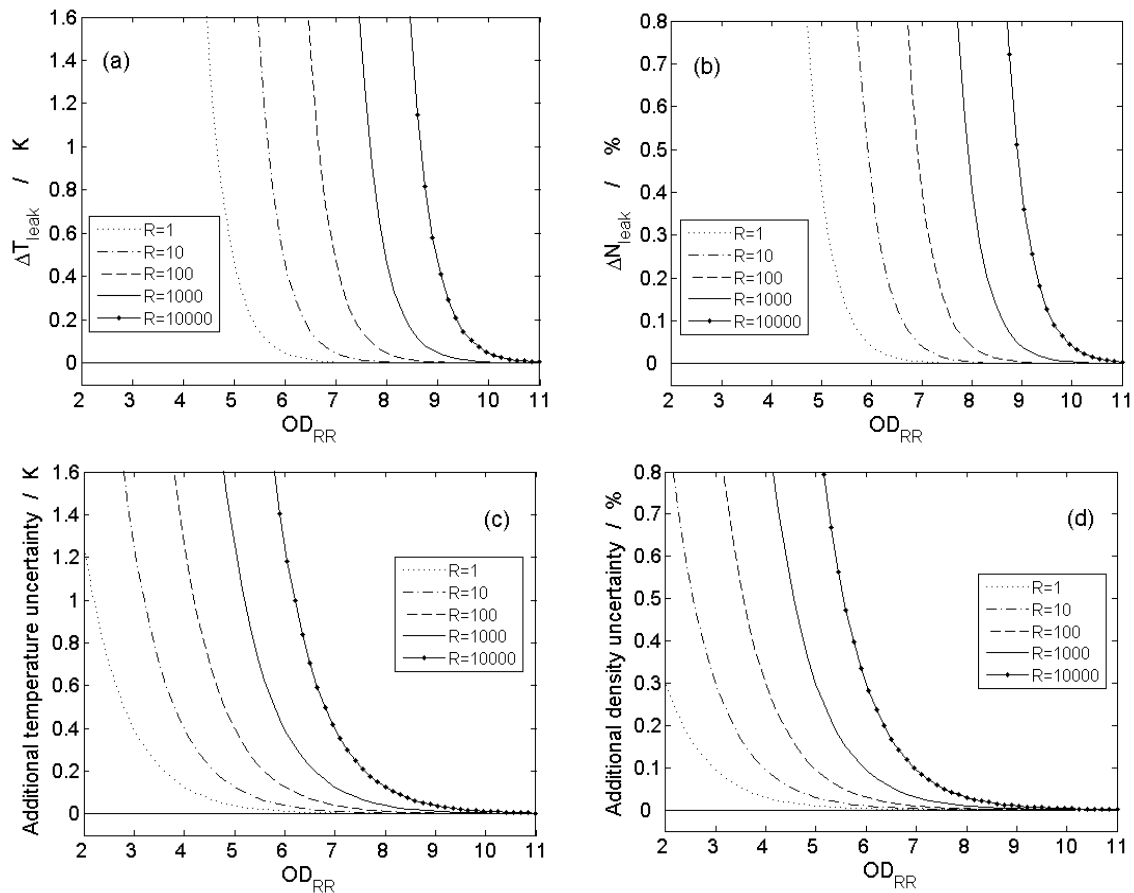 1.6
1.4
1.2
1
0.8
0.6
0.4
0.2
0
ΔT_leak / K
(a)
R=1
R=10
R=100
R=1000
R=10000
2 3 4 5 6 7 8 9 10 11
OD_RR
0.8
0.7
0.6
0.5
0.4
0.3
0.2
0.1
0
ΔN_leak / %
(b)
R=1
R=10
R=100
R=1000
R=10000
2 3 4 5 6 7 8 9 10 11
OD_RR
1.6
1.4
1.2
1
0.8
0.6
0.4
0.2
0
Additional temperature uncertainty / K
(c)
R=1
R=10
R=100
R=1000
R=10000
2 3 4 5 6 7 8 9 10 11
OD_RR
0.8
0.7
0.6
0.5
0.4
0.3
0.2
0.1
0
Additional density uncertainty / %
(d)
R=1
R=10
R=100
R=1000
R=10000
2 3 4 5 6 7 8 9 10 11
OD_RR